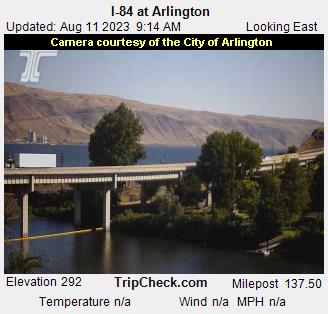 I-84 at Arlington
Updated: Aug 11 2023 9:14 AM Looking East
Camera courtesy of the City of Arlington
Elevation 292 TripCheck.com Milepost 137.50
Temperature n/a Wind n/a MPH n/a